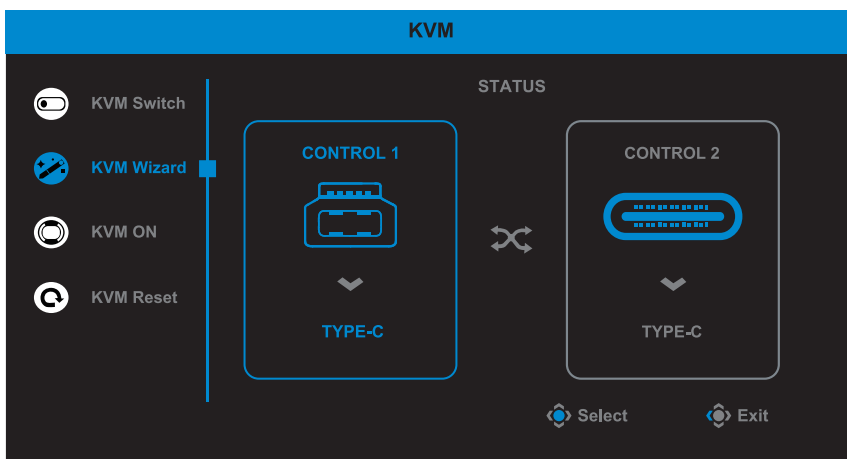 KVM
STATUS
KVM Switch
KVM Wizard
KVM ON
KVM Reset
CONTROL 1
TYPE-C
CONTROL 2
TYPE-C
Select
Exit